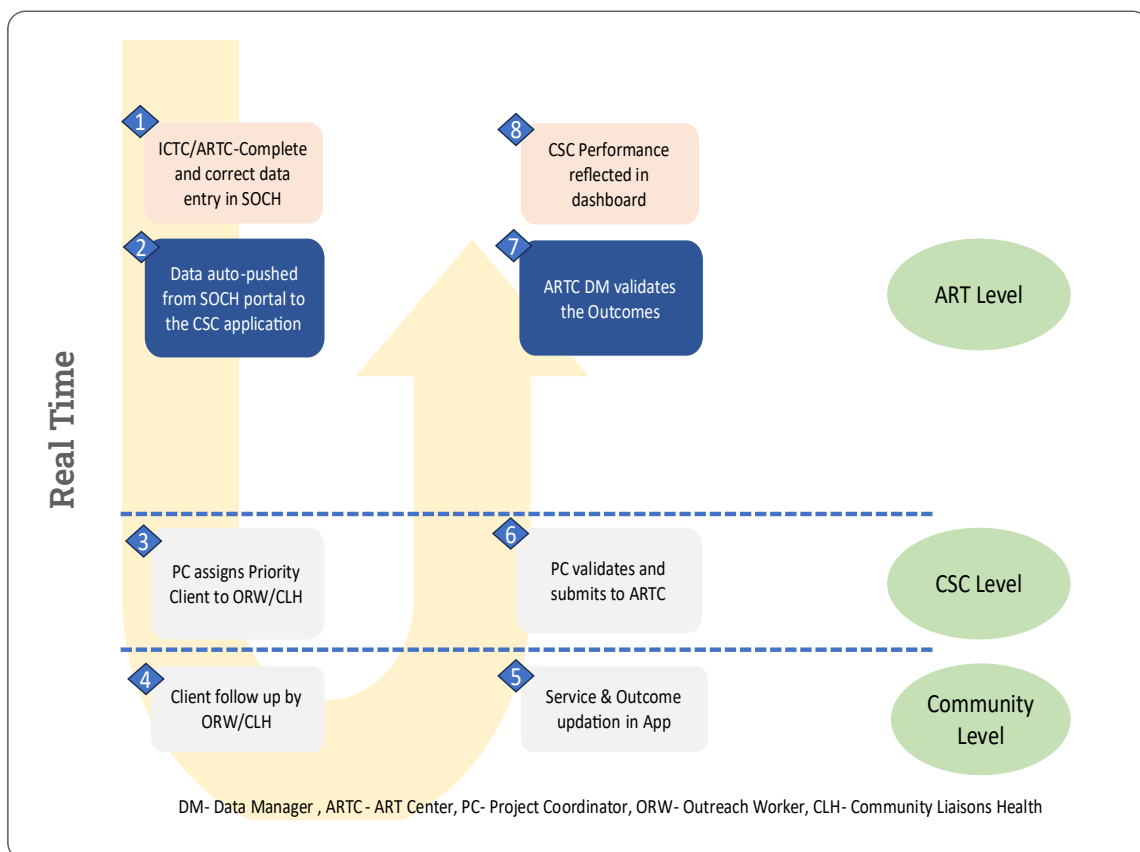 1
ICTC/ARTC-Complete
and correct data
entry in SOCH
2
Data auto-pushed
from SOCH portal to
the CSC application
8
CSC Performance
reflected in
dashboard
7
ARTC DM validates
the Outcomes
ART Level
Real Time
3
PC assigns Priority
Client to ORW/CLH
6
PC validates and
submits to ARTC
CSC Level
4
Client follow up by
ORW/CLH
5
Service & Outcome
updation in App
Community
Level
DM- Data Manager , ARTC - ART Center, PC- Project Coordinator, ORW- Outreach Worker, CLH- Community Liaisons Health